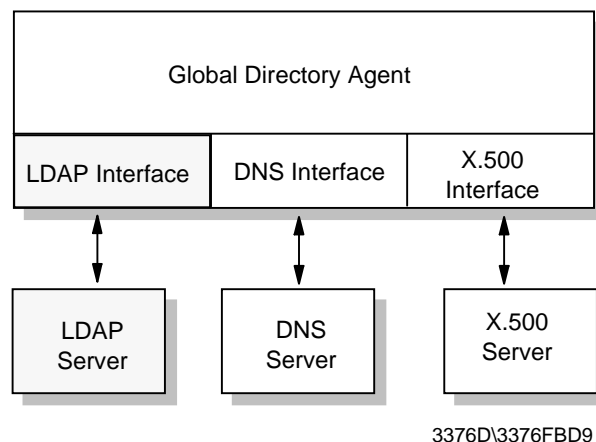 Global Directory Agent
LDAP Interface
DNS Interface
X.500
Interface
LDAP
Server
DNS
Server
X.500
Server
3376D\3376FBD9